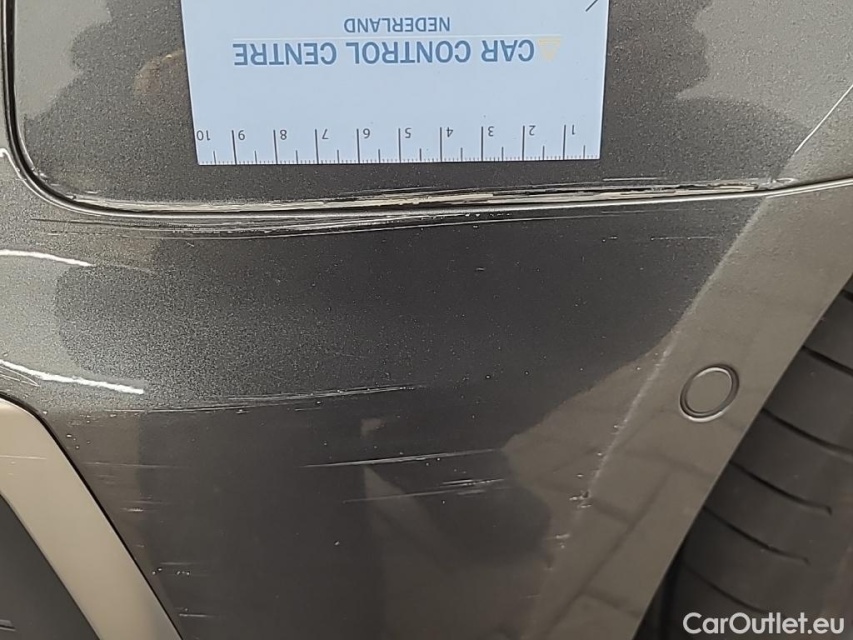 CAR CONTROL CENTRE
NEDERLAND
1 2 3 4 5 6 7 8 9 10
CarOutlet.eu